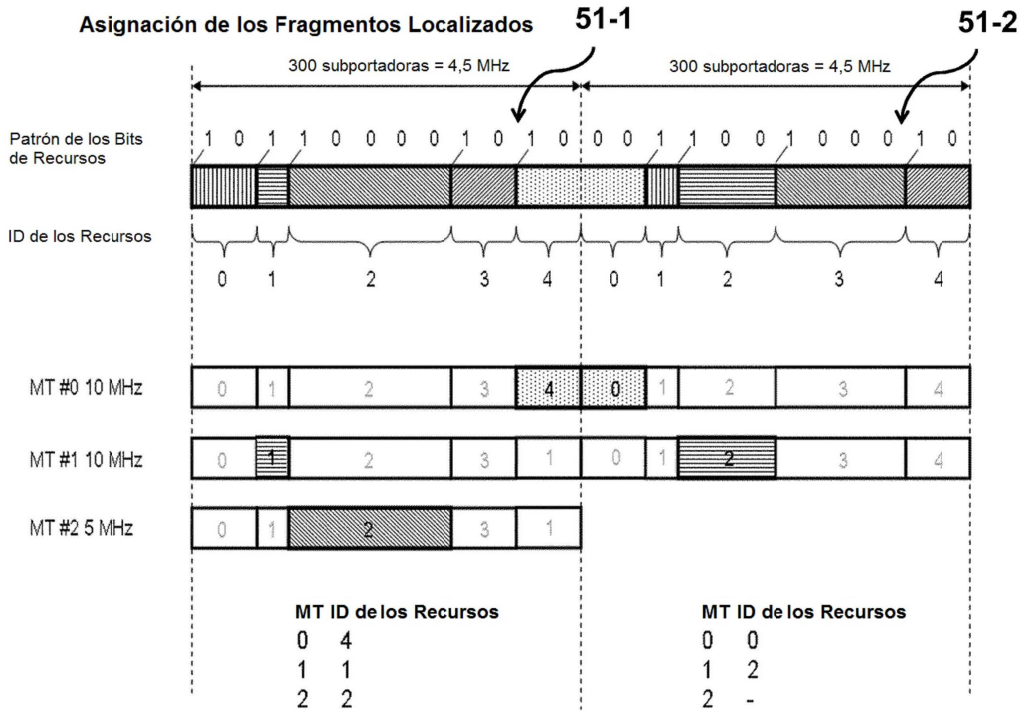 Asignación de los Fragmentos Localizados 51-1 51-2
300 subportadoras = 4,5 MHz 300 subportadoras = 4,5 MHz
Patrón de los Bits
de Recursos
1 0 1 1 0 0 0 0 1 0 1 0 0 0 1 1 0 0 1 0 0 0 1 0
ID de los Recursos
0 1 2 3 4 0 1 2 3 4
MT #0 10 MHz 0 1 2 3 4 0 1 2 3 4
MT #1 10 MHz 0 1 2 3 1 0 1 2 3 4
MT #2 5 MHz 0 1 2 3 1
MT ID de los Recursos MT ID de los Recursos
0 4 0 0
1 1 1 2
2 2 2 -